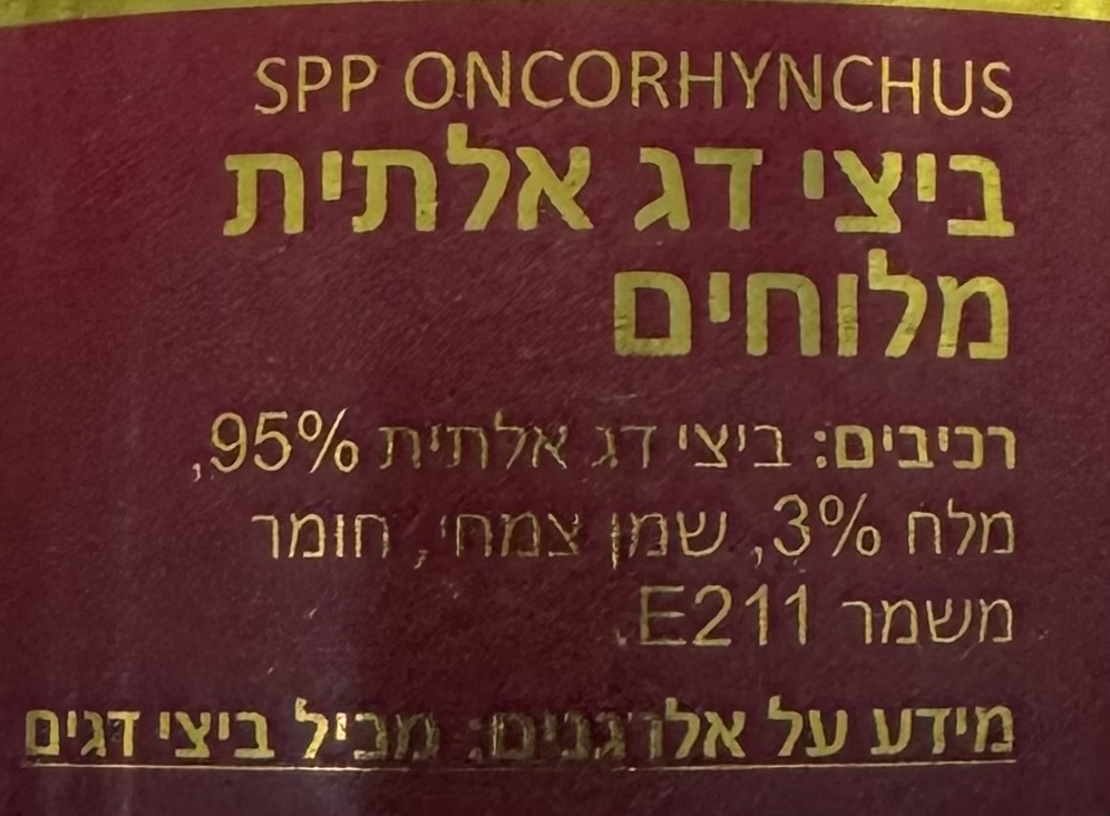 SPP ONCORHYNCHUS
ביצי דג אלתית
מלוחים
רכיבים: ביצי דג אלתית 95%,
מלח 3%, שמן צמחי, חומר
משמר E211.
מידע על אלרגנים: מכיל ביצי דגים